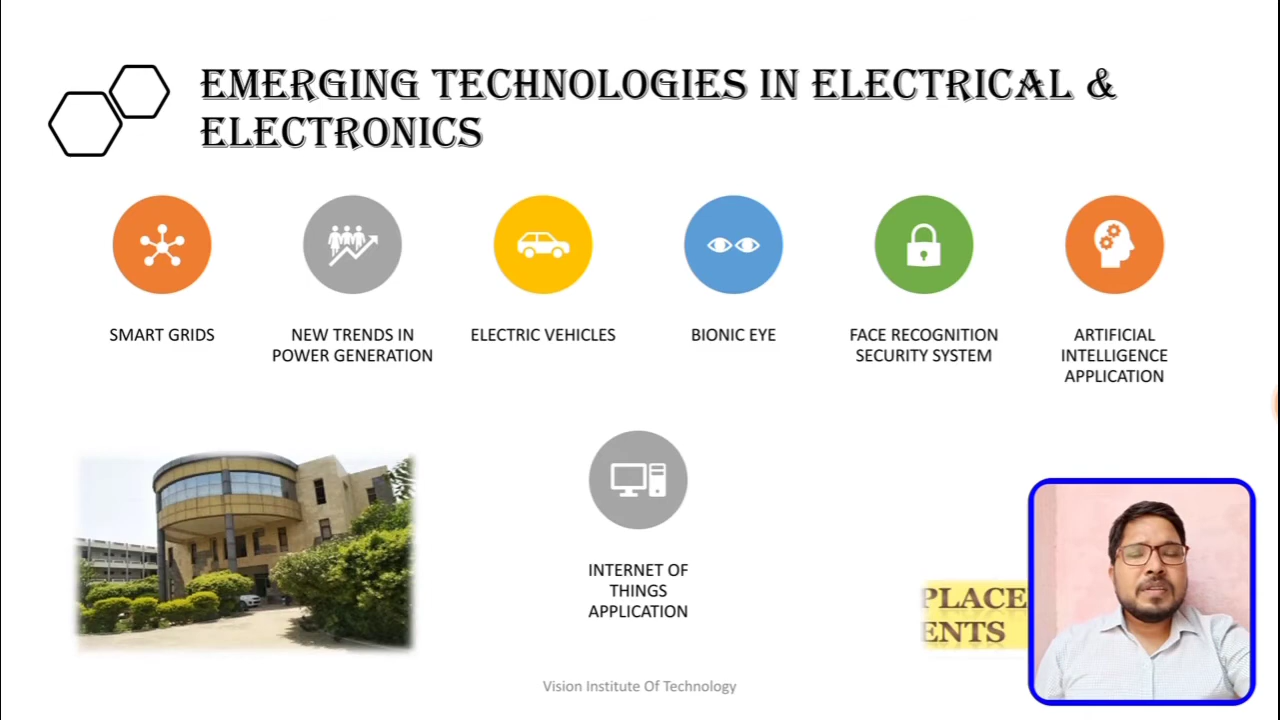 EMERGING TECHNOLOGIES IN ELECTRICAL &
ELECTRONICS
SMART GRIDS
NEW TRENDS IN
POWER GENERATION
ELECTRIC VEHICLES
BIONIC EYE
FACE RECOGNITION
SECURITY SYSTEM
ARTIFICIAL
INTELLIGENCE
APPLICATION
INTERNET OF
THINGS
APPLICATION
PLACE
ENTS
Vision Institute Of Technology